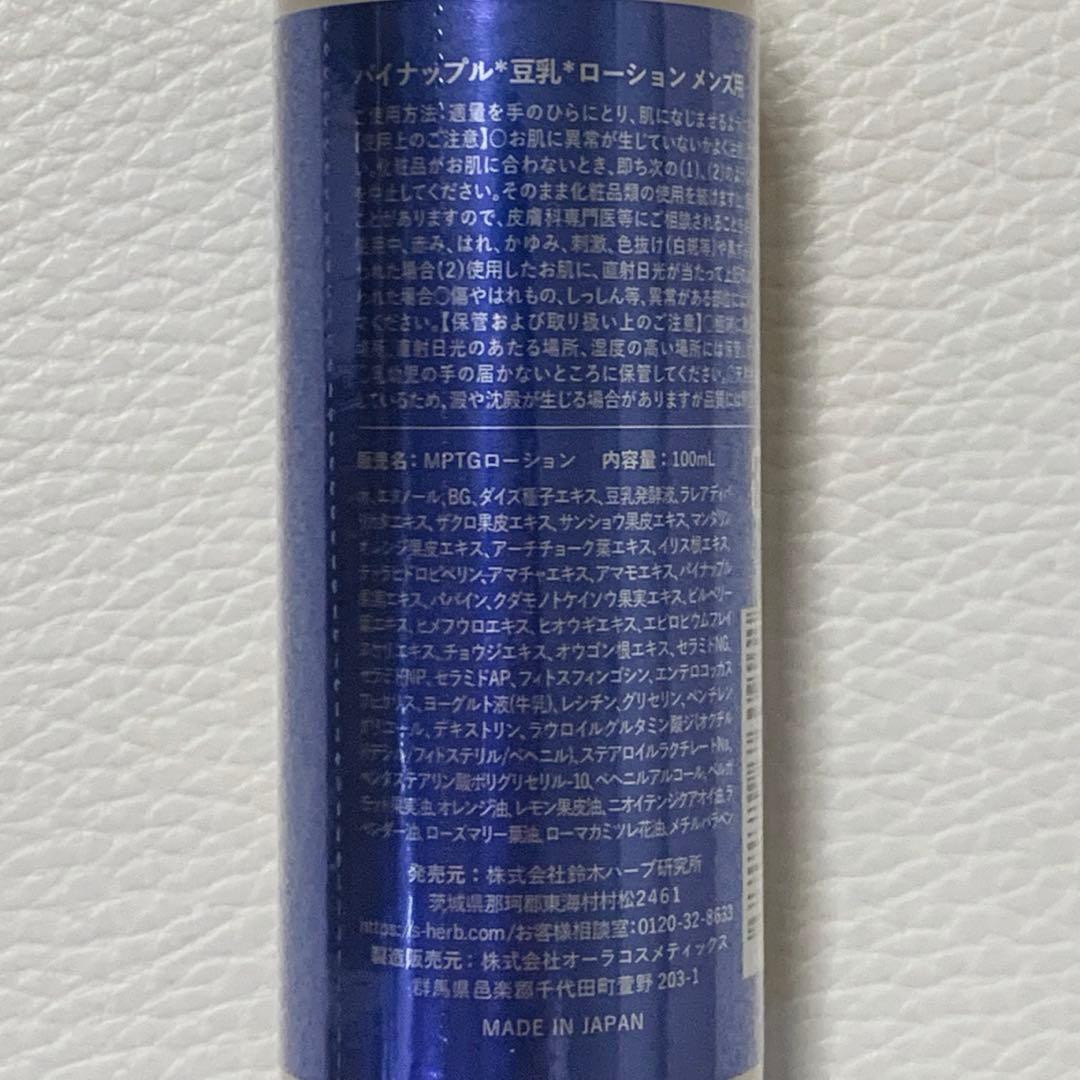 パイナップル*豆乳*ローション メンズ用
ご使用方法:適量を手のひらにとり、肌になじませるように
【使用上のご注意】○お肌に異常が生じていないかよく注意
い。化粧品がお肌に合わないとき、即ち次の(1)、(2)のよう
を中止してください。そのまま化粧品類の使用を続けますと
ことがありますので、皮膚科専門医等にご相談されること
使用中、赤み、はれ、かゆみ、刺激、色抜け(白斑等)や黒ず
われた場合(2)使用したお肌に、直射日光が当たって上記
われた場合○傷やはれもの、しっしん等、異常がある部位に
でください。【保管および取り扱い上のご注意】○極端に
場所、直射日光のあたる場所、湿度の高い場所には保管し
○乳幼児の手の届かないところに保管してください。○天
しているため、澱や沈殿が生じる場合がありますが品質には
販売名:MPTGローション 内容量:100mL
水、エタノール、BG、ダイズ種子エキス、豆乳発酵液、ラレアディバ
リカタエキス、ザクロ果皮エキス、サンショウ果皮エキス、マンダリン
オレンジ果皮エキス、アーチチョーク葉エキス、イリス根エキス、
テトラヒドロピペリン、アマチャエキス、アマモエキス、パイナップル
果実エキス、パパイン、クダモノトケイソウ果実エキス、ビルベリー
葉エキス、ヒメフウロエキス、ヒオウギエキス、エピロビウムフレイ
スケリエキス、チョウジエキス、オウゴン根エキス、セラミドNG、
セラミドNP、セラミドAP、フィトスフィンゴシン、エンテロコッカス
フェカリス、ヨーグルト液(牛乳)、レシチン、グリセリン、ペンチレン
グリコール、デキストリン、ラウロイルグルタミン酸ジ(オクチル
ドデシル/フィトステリル/ベヘニル)、ステアロイルラクチレートNa、
ペンタステアリン酸ポリグリセリル-10、ベヘニルアルコール、ベルガ
モット果実油、オレンジ油、レモン果皮油、ニオイテンジクアオイ油、ラ
ベンダー油、ローズマリー葉油、ローマカミツレ花油、メチルパラベン
発売元:株式会社鈴木ハーブ研究所
茨城県那珂郡東海村村松2461
https://s-herb.com/お客様相談室:0120-32-8633
製造販売元:株式会社オーラコスメティックス
群馬県邑楽郡千代田町萱野203-1
MADE IN JAPAN